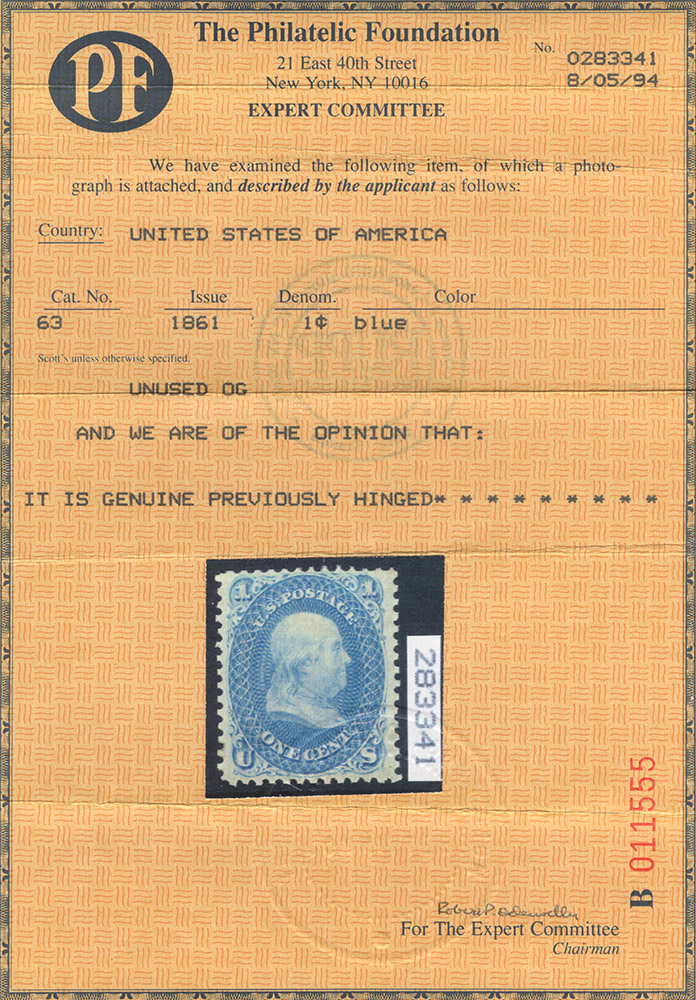 PF
The Philatelic Foundation
21 East 40th Street
New York, NY 10016
EXPERT COMMITTEE
No. 0283341
8/05/94
We have examined the following item, of which a photo-
graph is attached, and described by the applicant as follows:
Country: UNITED STATES OF AMERICA
Cat. No. Issue Denom. Color
63 1861 1¢ blue
Scott's unless otherwise specified.
UNUSED OG
AND WE ARE OF THE OPINION THAT:
IT IS GENUINE PREVIOUSLY HINGED* * * * * * * * *
1 1
U.S. POSTAGE
ONE CENT
U S
283341
B 011555
For The Expert Committee
Chairman